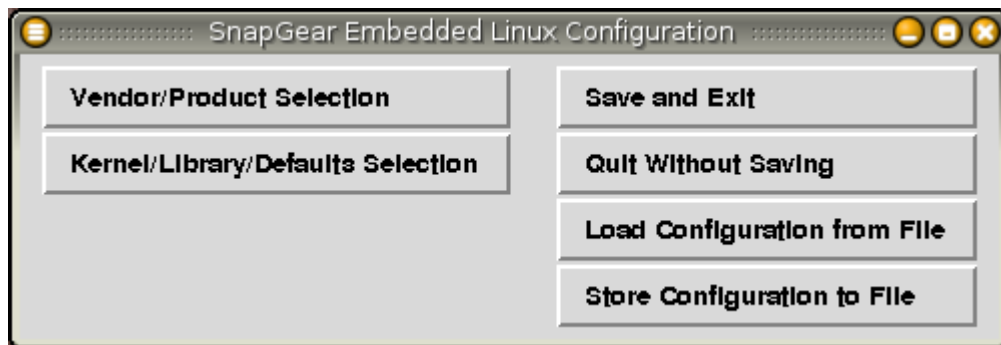 SnapGear Embedded Linux Configuration
Vendor/Product Selection
Kernel/Library/Defaults Selection
Save and Exit
Quit Without Saving
Load Configuration from File
Store Configuration to File